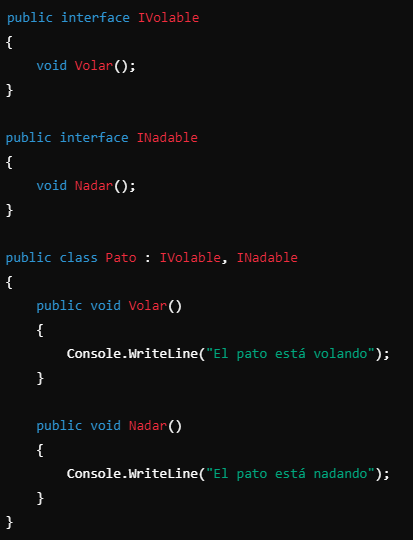 public interface IVolable
{
    void Volar();
}

public interface INadable
{
    void Nadar();
}

public class Pato : IVolable, INadable
{
    public void Volar()
    {
        Console.WriteLine("El pato está volando");
    }

    public void Nadar()
    {
        Console.WriteLine("El pato está nadando");
    }
}